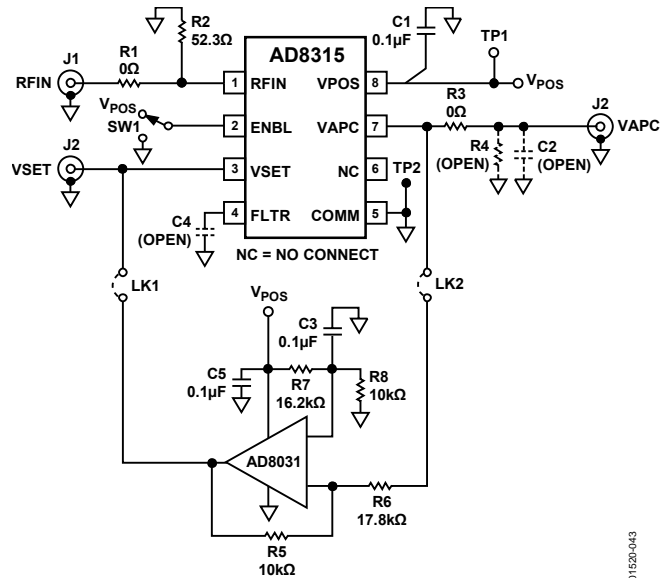 R2
52.3Ω
C1
0.1µF
TP1
J1
R1
0Ω
AD8315
RFIN
1 RFIN
VPOS 8
VPOS
R3
0Ω
J2
VPOS
SW1
2 ENBL
VAPC 7
VAPC
J2
VSET
3 VSET
NC 6
TP2
R4
(OPEN)
C2
(OPEN)
C4
(OPEN)
4 FLTR
COMM 5
NC = NO CONNECT
LK1
LK2
VPOS
C3
0.1µF
C5
0.1µF
R7
16.2kΩ
R8
10kΩ
AD8031
R6
17.8kΩ
R5
10kΩ
01520-043